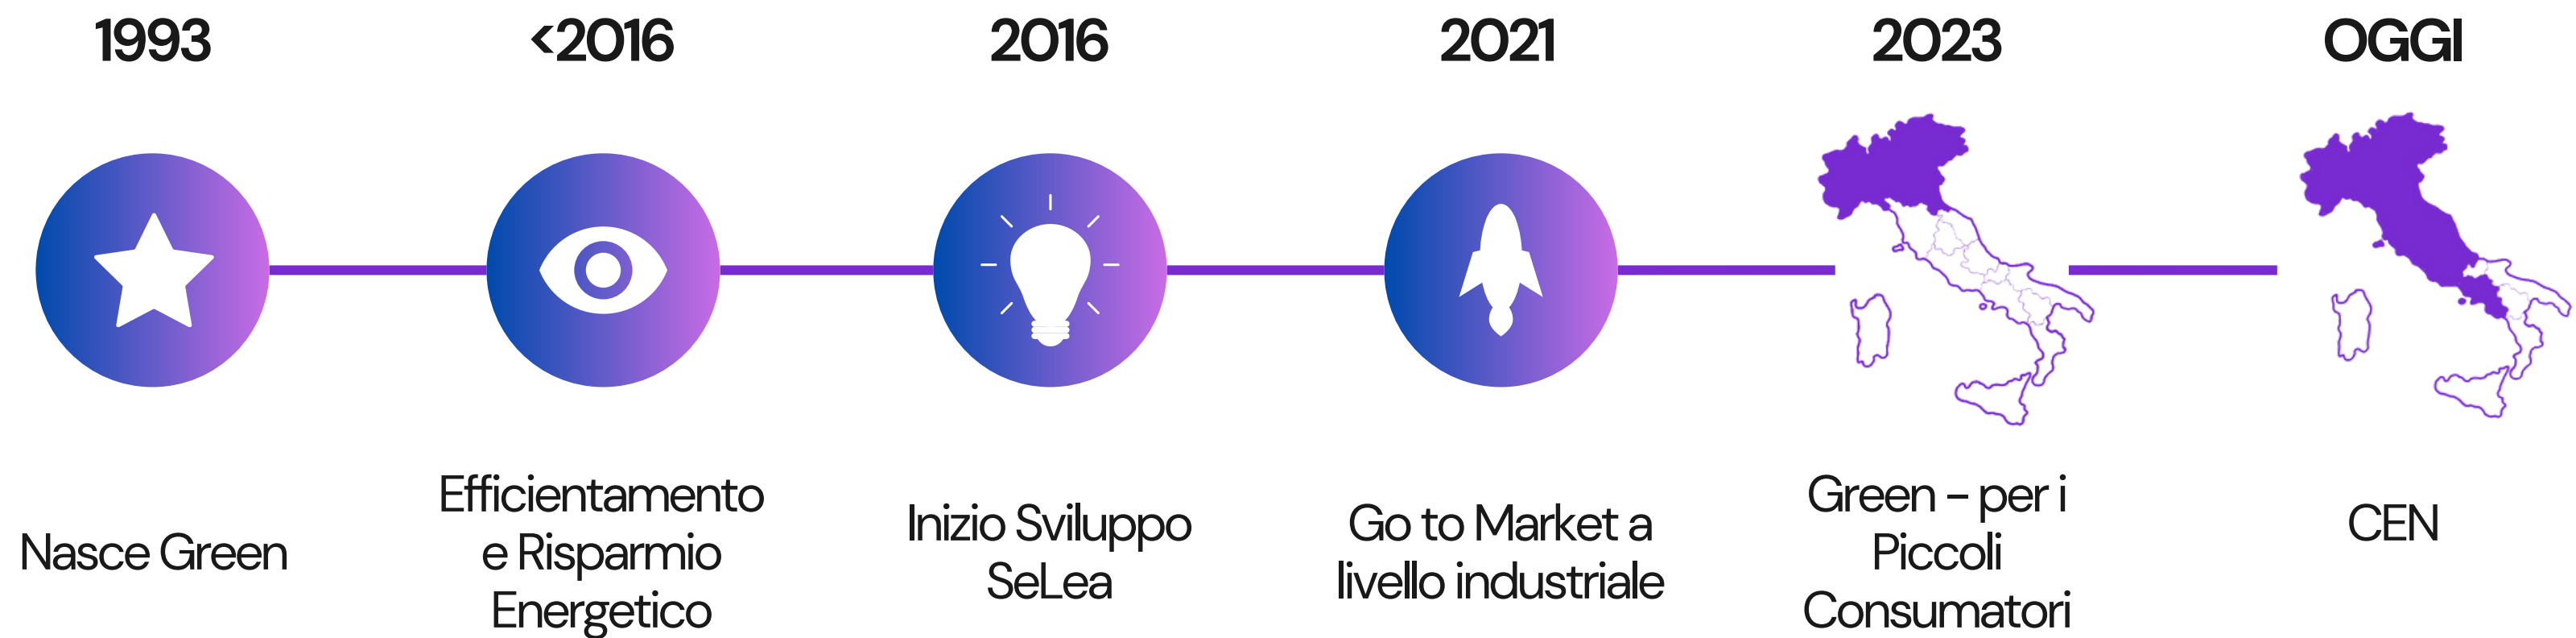 1993
<2016
2016
2021
2023
OGGI
Nasce Green
Efficientamento
e Risparmio
Energetico
Inizio Sviluppo
SeLea
Go to Market a
livello industriale
Green - per i
Piccoli
Consumatori
CEN